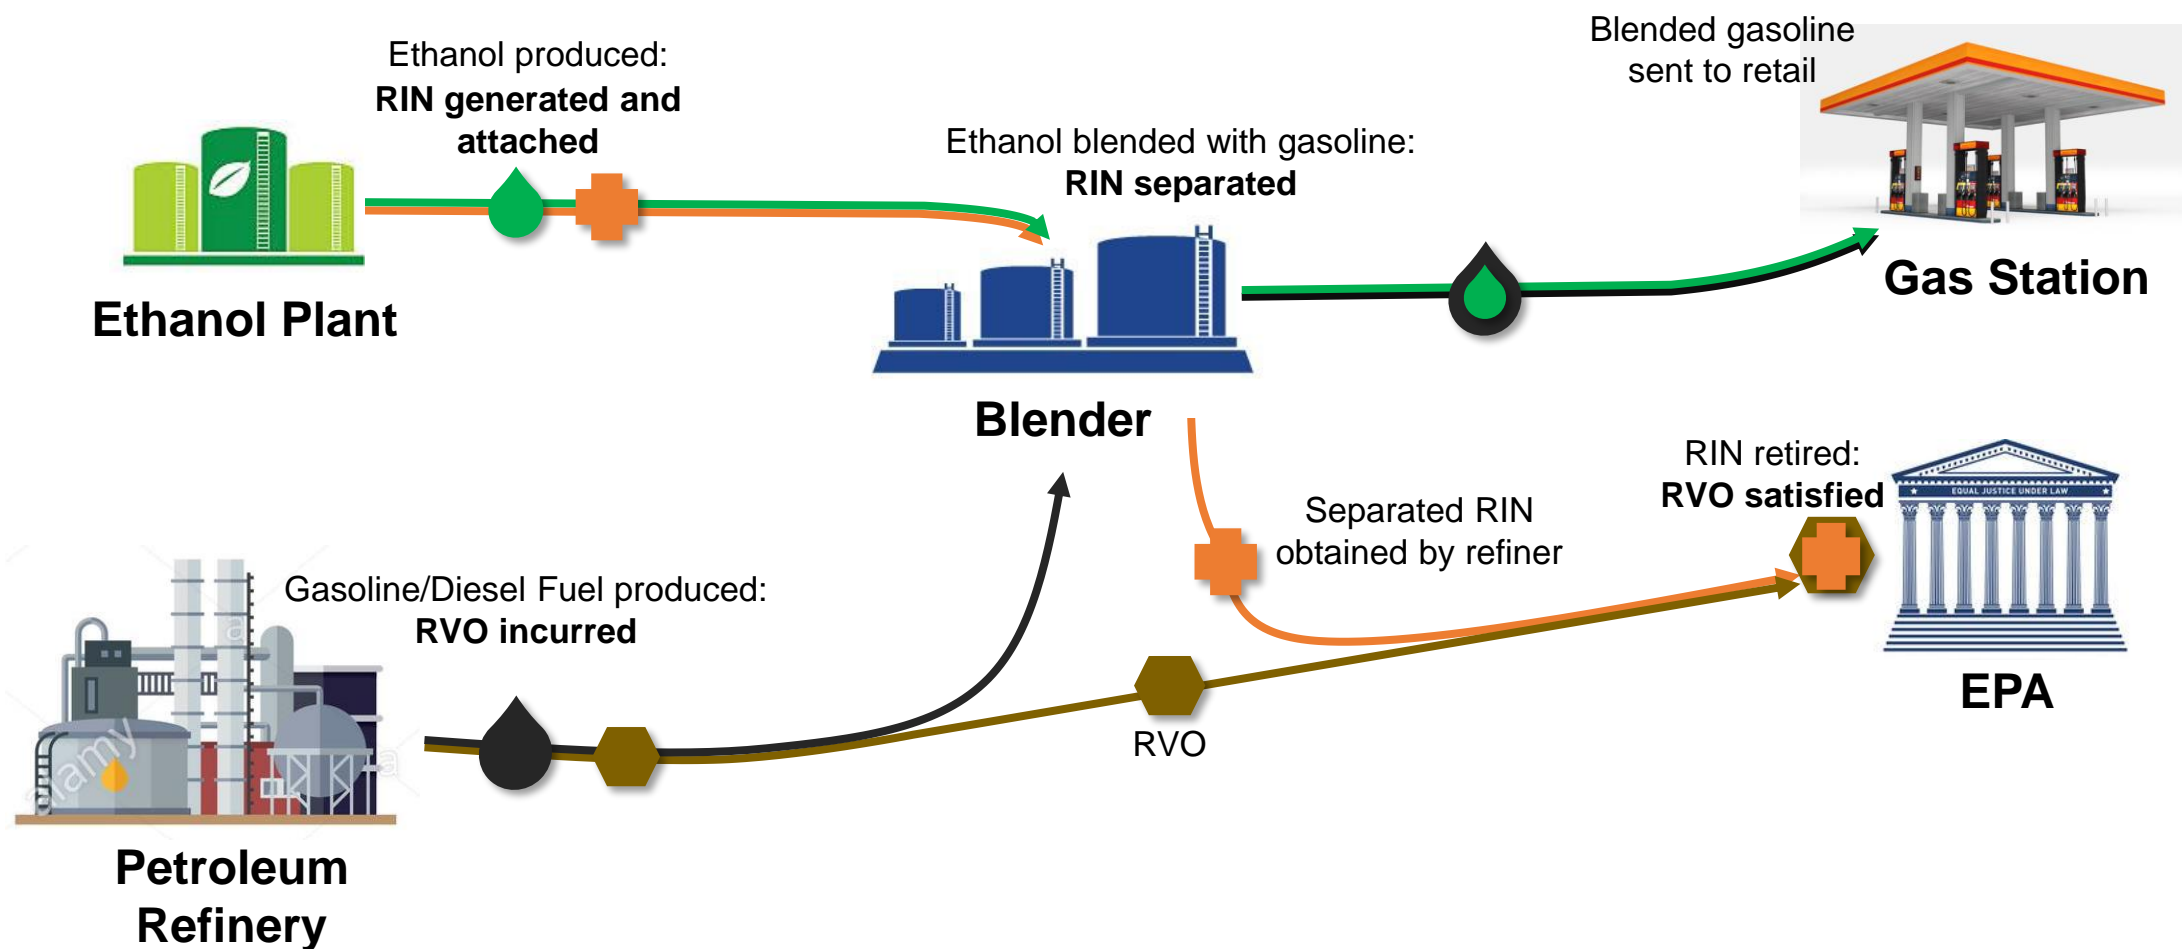 Ethanol produced:
RIN generated and
attached
Ethanol Plant
Ethanol blended with gasoline:
RIN separated
Blender
Blended gasoline
sent to retail
Gas Station
Gasoline/Diesel Fuel produced:
RVO incurred
Petroleum
Refinery
RVO
Separated RIN
obtained by refiner
RIN retired:
RVO satisfied
EQUAL JUSTICE UNDER LAW
EPA
alamy
a
a